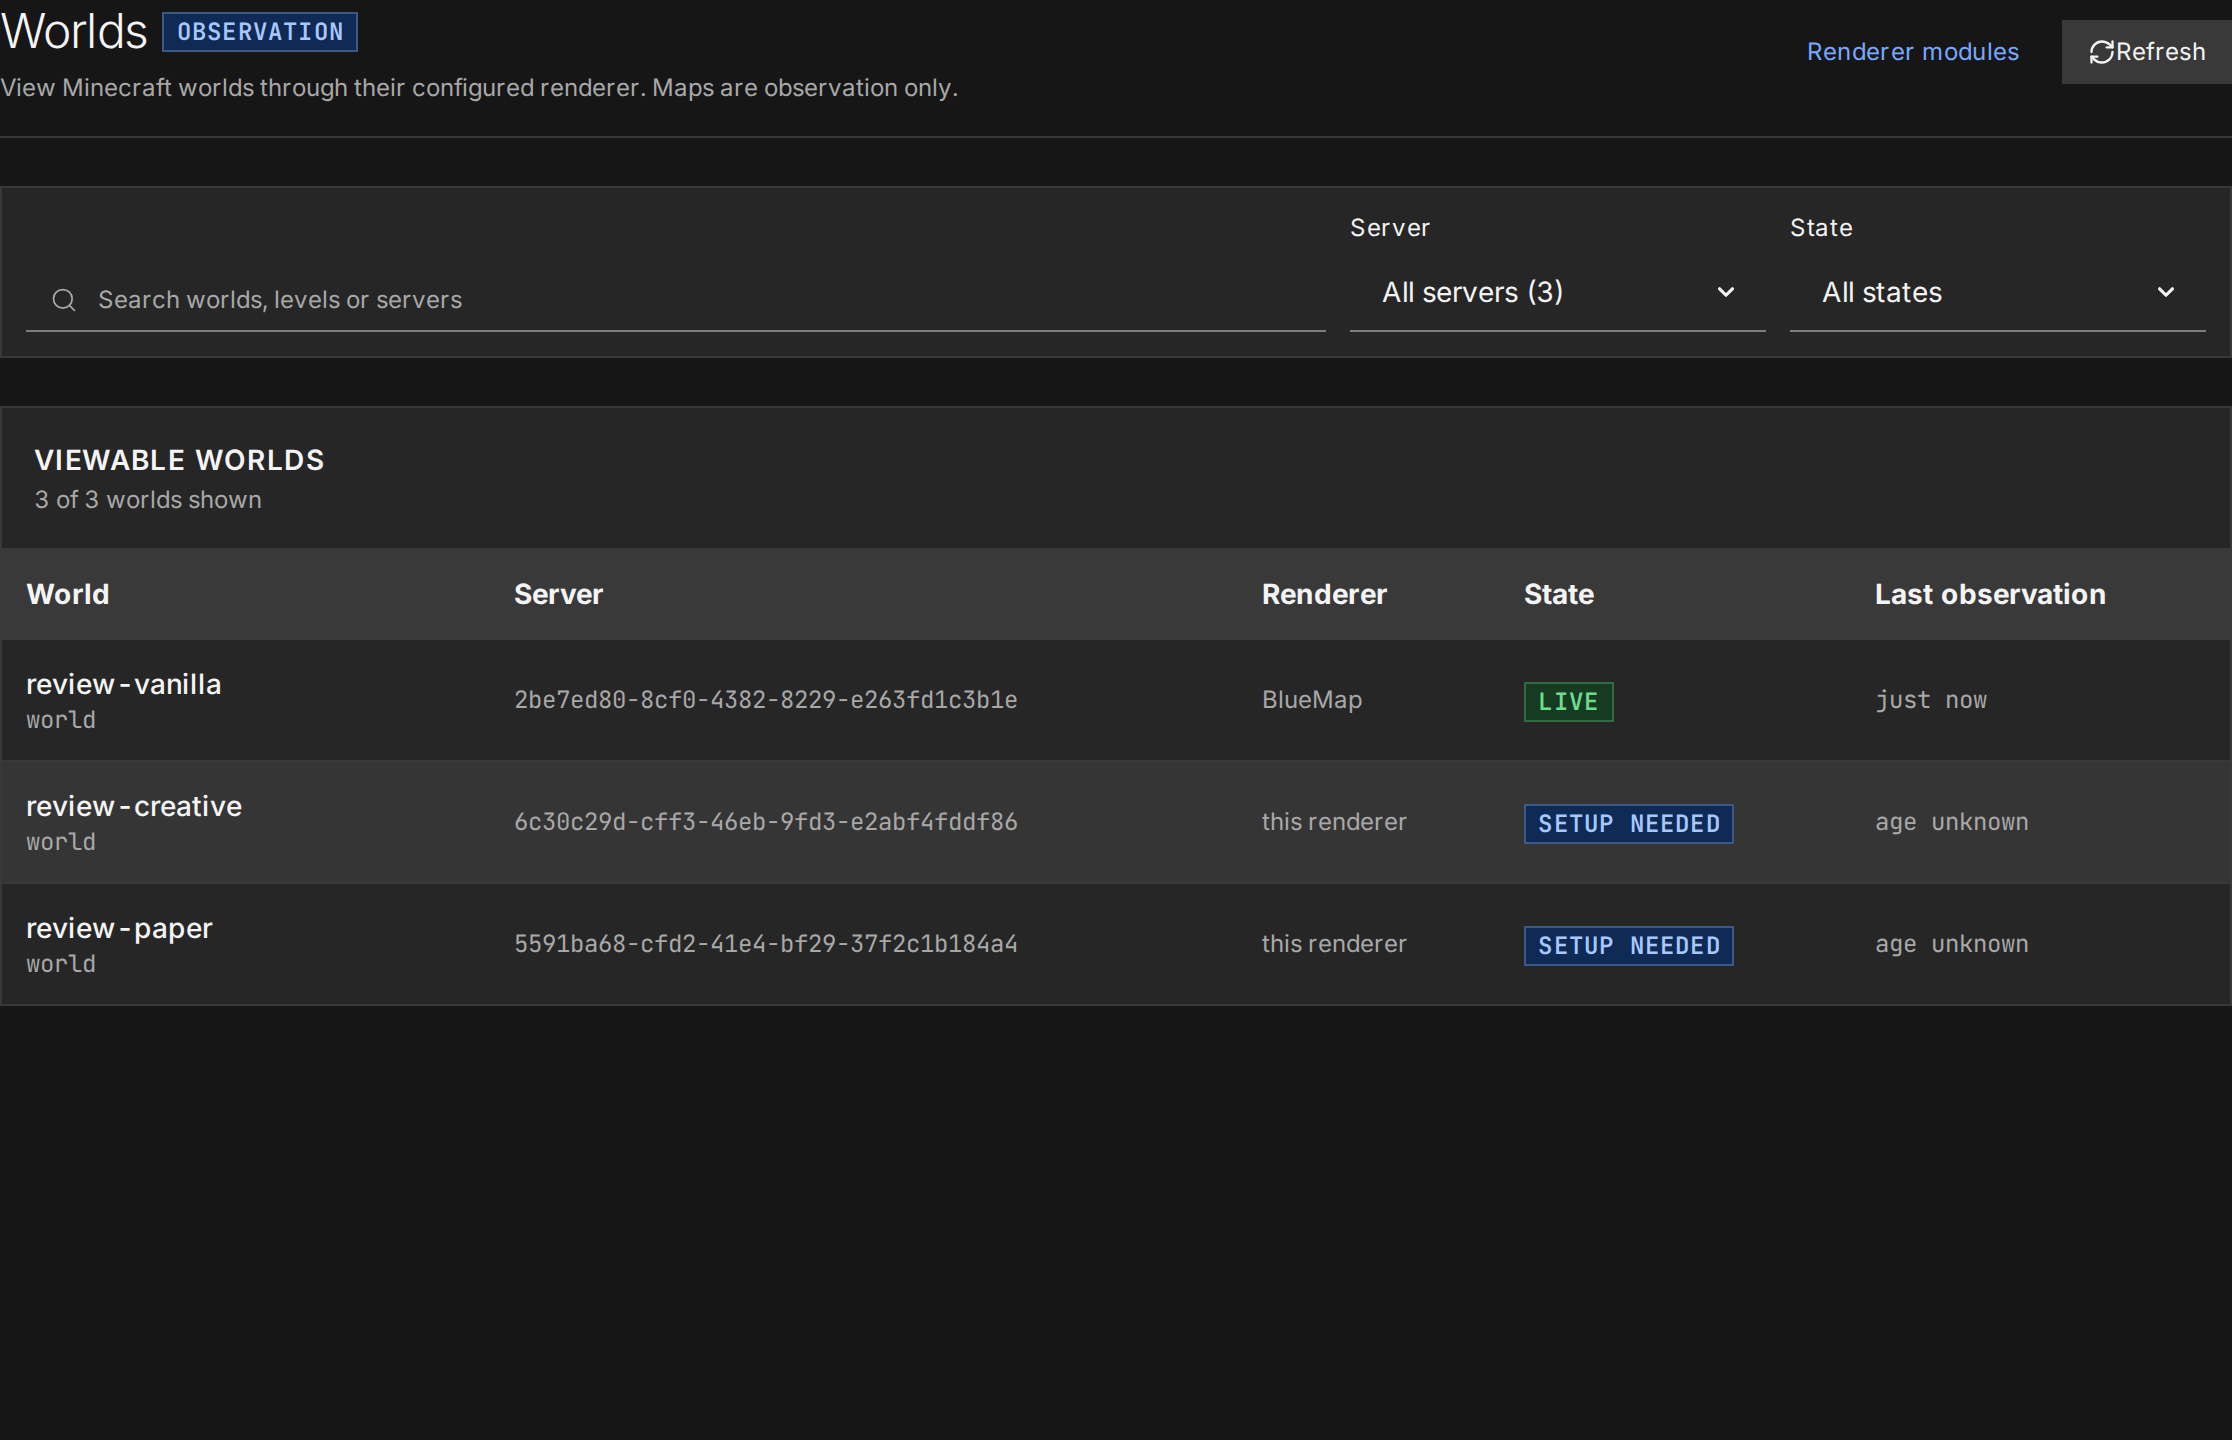 Worlds OBSERVATION
View Minecraft worlds through their configured renderer. Maps are observation only.
Renderer modules
Refresh
Server
State
Search worlds, levels or servers
All servers (3)
All states
VIEWABLE WORLDS
3 of 3 worlds shown
World Server Renderer State Last observation
review-vanilla
world
2be7ed80-8cf0-4382-8229-e263fd1c3b1e BlueMap LIVE just now
review-creative
world
6c30c29d-cff3-46eb-9fd3-e2abf4fddf86 this renderer SETUP NEEDED age unknown
review-paper
world
5591ba68-cfd2-41e4-bf29-37f2c1b184a4 this renderer SETUP NEEDED age unknown